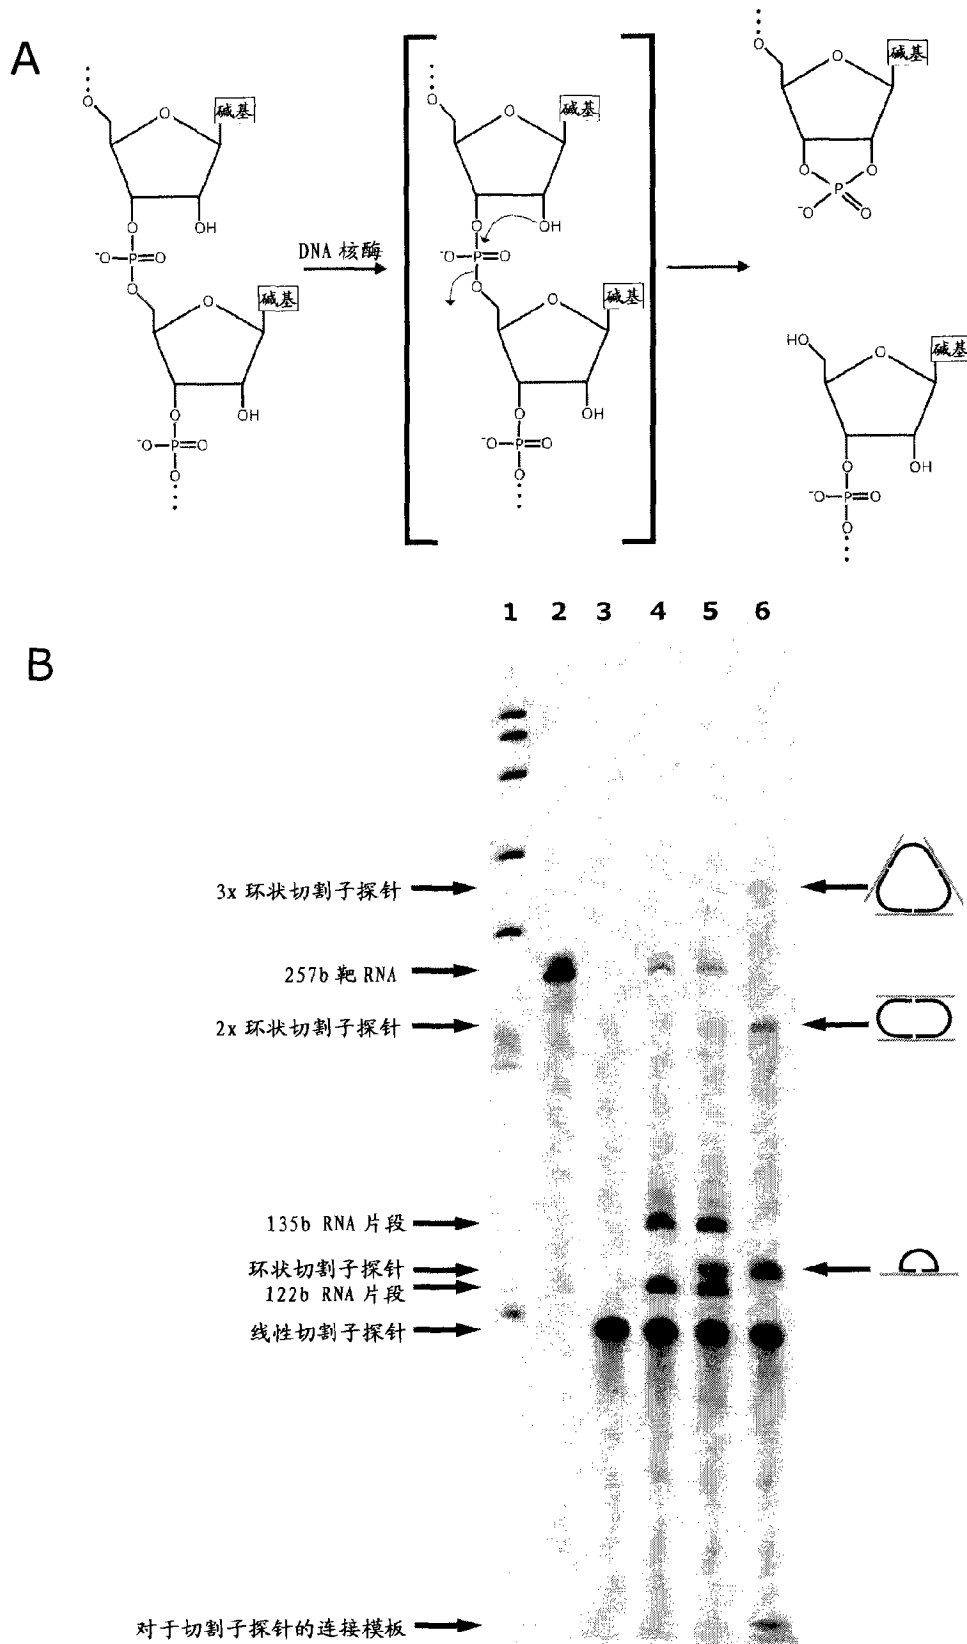 A
O
O
碱基
O
OH
⁻O-P=O
O
O
碱基
O
OH
⁻O-P=O
O
DNA 核酶
O
O
碱基
O
OH
⁻O-P=O
O
O
碱基
O
OH
⁻O-P=O
O
O
O
碱基
O
O
P
⁻O
O
HO
O
碱基
O
OH
⁻O-P=O
O
B
1 2 3 4 5 6
3x 环状切割子探针
257b 靶 RNA
2x 环状切割子探针
135b RNA 片段
环状切割子探针
122b RNA 片段
线性切割子探针
对于切割子探针的连接模板